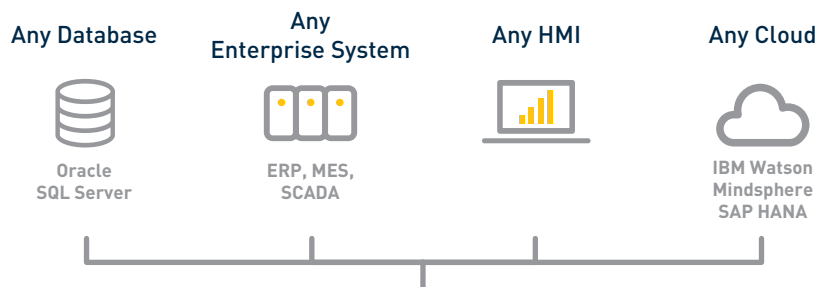 Any Database
Any
Enterprise System
Any HMI
Any Cloud
Oracle
SQL Server
ERP, MES,
SCADA
IBM Watson
Mindsphere
SAP HANA